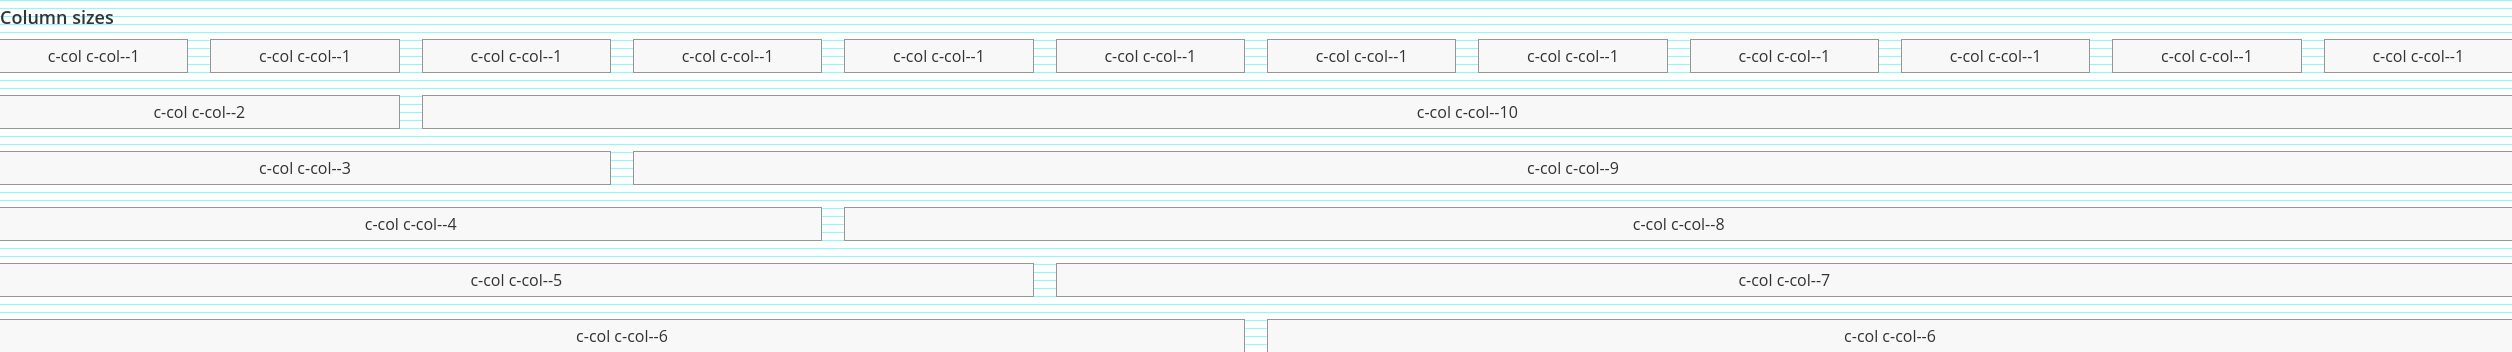 Column sizes
c-col c-col--1 c-col c-col--1 c-col c-col--1 c-col c-col--1 c-col c-col--1 c-col c-col--1 c-col c-col--1 c-col c-col--1 c-col c-col--1 c-col c-col--1 c-col c-col--1 c-col c-col--1
c-col c-col--2 c-col c-col--10
c-col c-col--3 c-col c-col--9
c-col c-col--4 c-col c-col--8
c-col c-col--5 c-col c-col--7
c-col c-col--6 c-col c-col--6